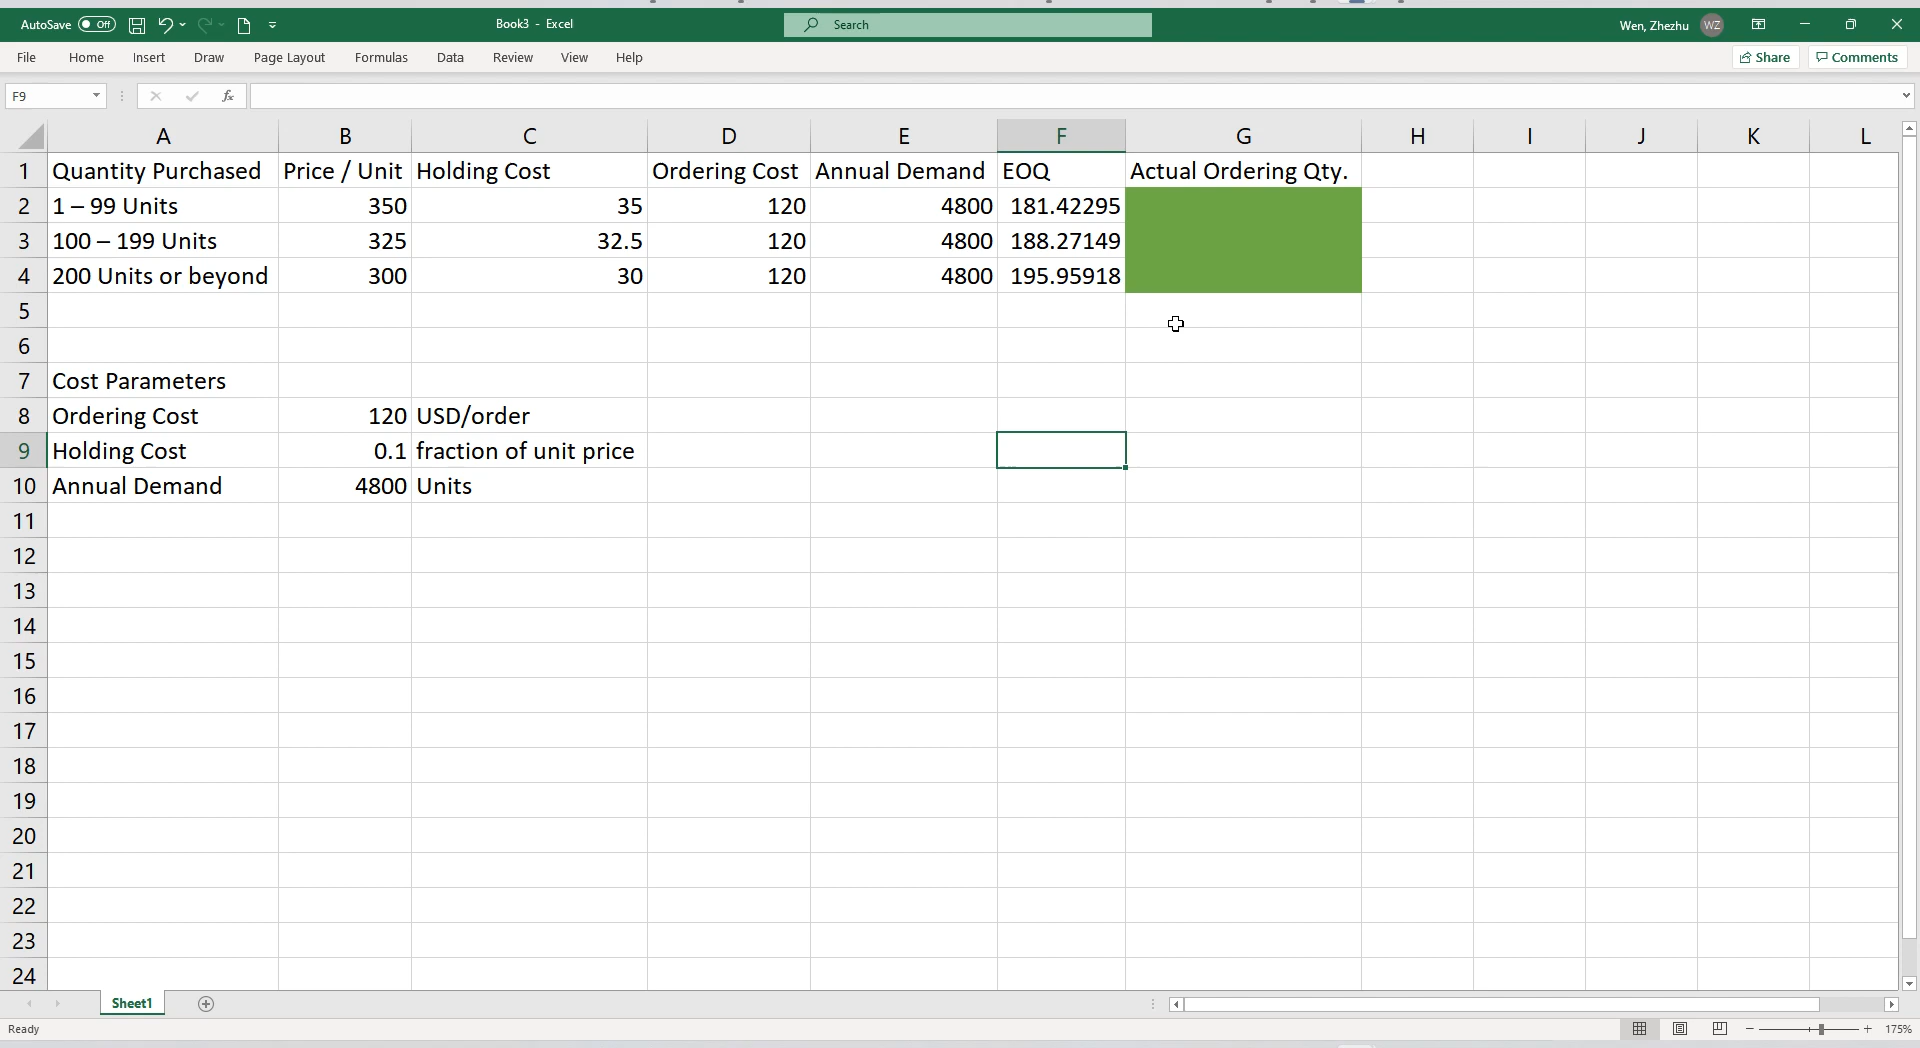 AutoSave Off Book3 - Excel Search Wen, Zhezhu WZ
File Home Insert Draw Page Layout Formulas Data Review View Help Share Comments
F9 fx
A B C D E F G H I J K L
1 Quantity Purchased Price / Unit Holding Cost Ordering Cost Annual Demand EOQ Actual Ordering Qty.
2 1 – 99 Units 350 35 120 4800 181.42295
3 100 – 199 Units 325 32.5 120 4800 188.27149
4 200 Units or beyond 300 30 120 4800 195.95918
5
6
7 Cost Parameters
8 Ordering Cost 120 USD/order
9 Holding Cost 0.1 fraction of unit price
10 Annual Demand 4800 Units
11
12
13
14
15
16
17
18
19
20
21
22
23
24
Sheet1
Ready 175%